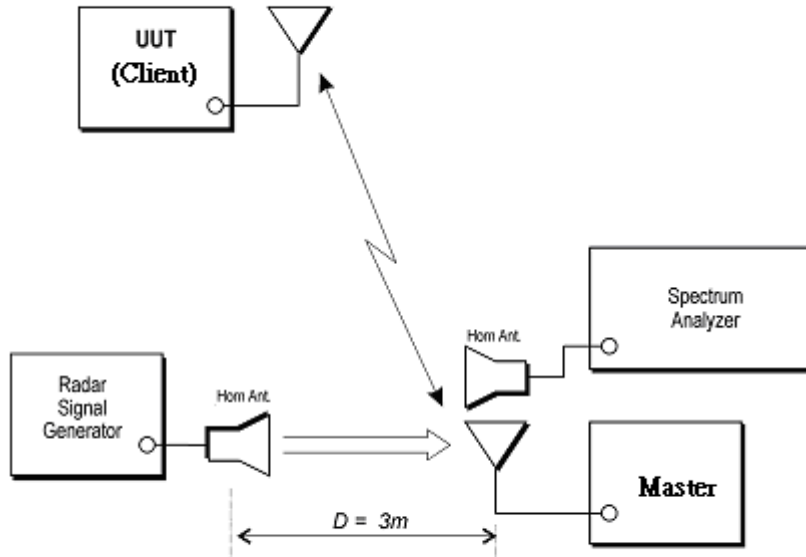 UUT
(Client)
Spectrum
Analyzer
Horn Ant.
Radar
Signal
Generator
Horn Ant.
Master
D = 3m